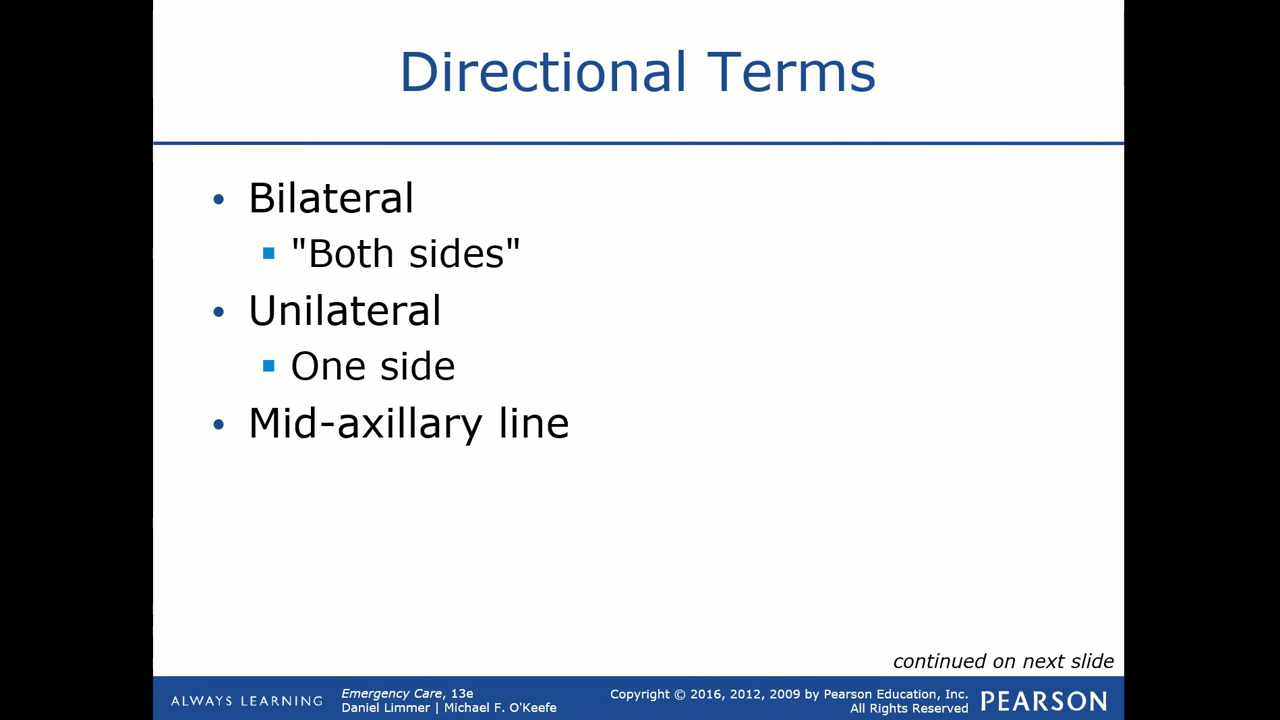 Directional Terms
• Bilateral
▪ "Both sides"
• Unilateral
▪ One side
• Mid-axillary line
continued on next slide
ALWAYS LEARNING
Emergency Care, 13e
Daniel Limmer | Michael F. O'Keefe
Copyright © 2016, 2012, 2009 by Pearson Education, Inc.
All Rights Reserved
PEARSON